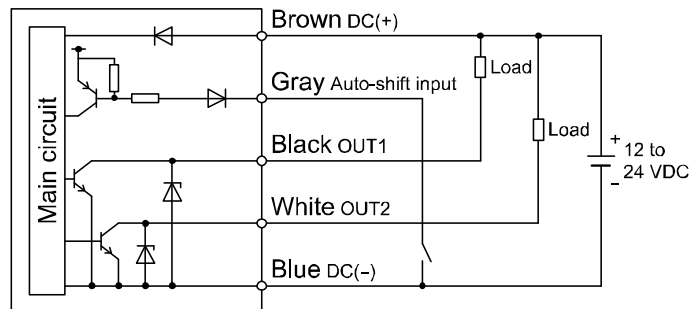 Brown DC(+)
Gray Auto-shift input
Black OUT1
White OUT2
Blue DC(−)
Main circuit
Load
Load
+
12 to
24 VDC
−